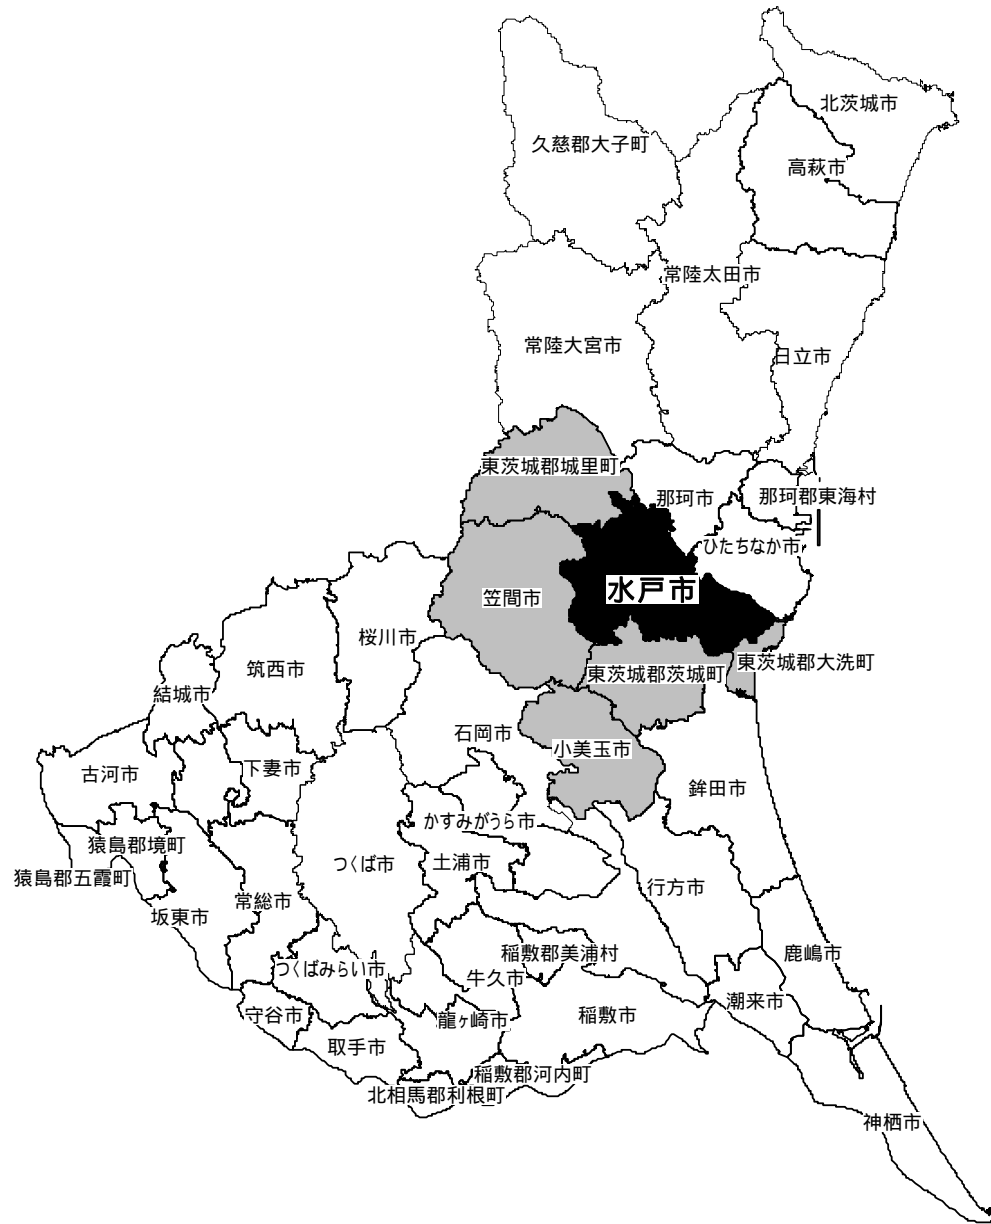 北茨城市
久慈郡大子町
高萩市
常陸太田市
常陸大宮市
日立市
東茨城郡城里町
那珂市
那珂郡東海村
ひたちなか市
水戸市
笠間市
桜川市
東茨城郡大洗町
筑西市
東茨城郡茨城町
結城市
石岡市
小美玉市
下妻市
古河市
鉾田市
かすみがうら市
猿島郡境町
つくば市
土浦市
猿島郡五霞町
行方市
常総市
坂東市
稲敷郡美浦村
鹿嶋市
つくばみらい市
牛久市
潮来市
守谷市
龍ヶ崎市
稲敷市
取手市
稲敷郡河内町
北相馬郡利根町
神栖市